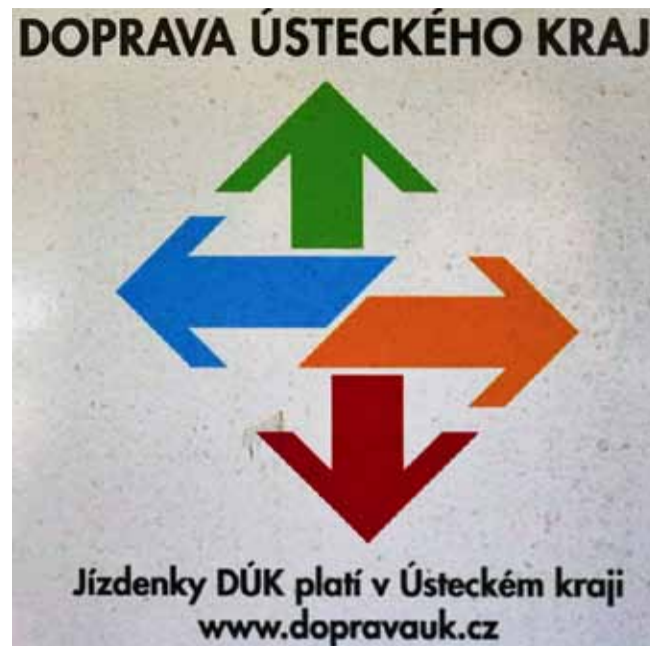 DOPRAVA ÚSTECKÉHO KRAJ
Jízdenky DÚK platí v Ústeckém kraji
www.dopravauk.cz